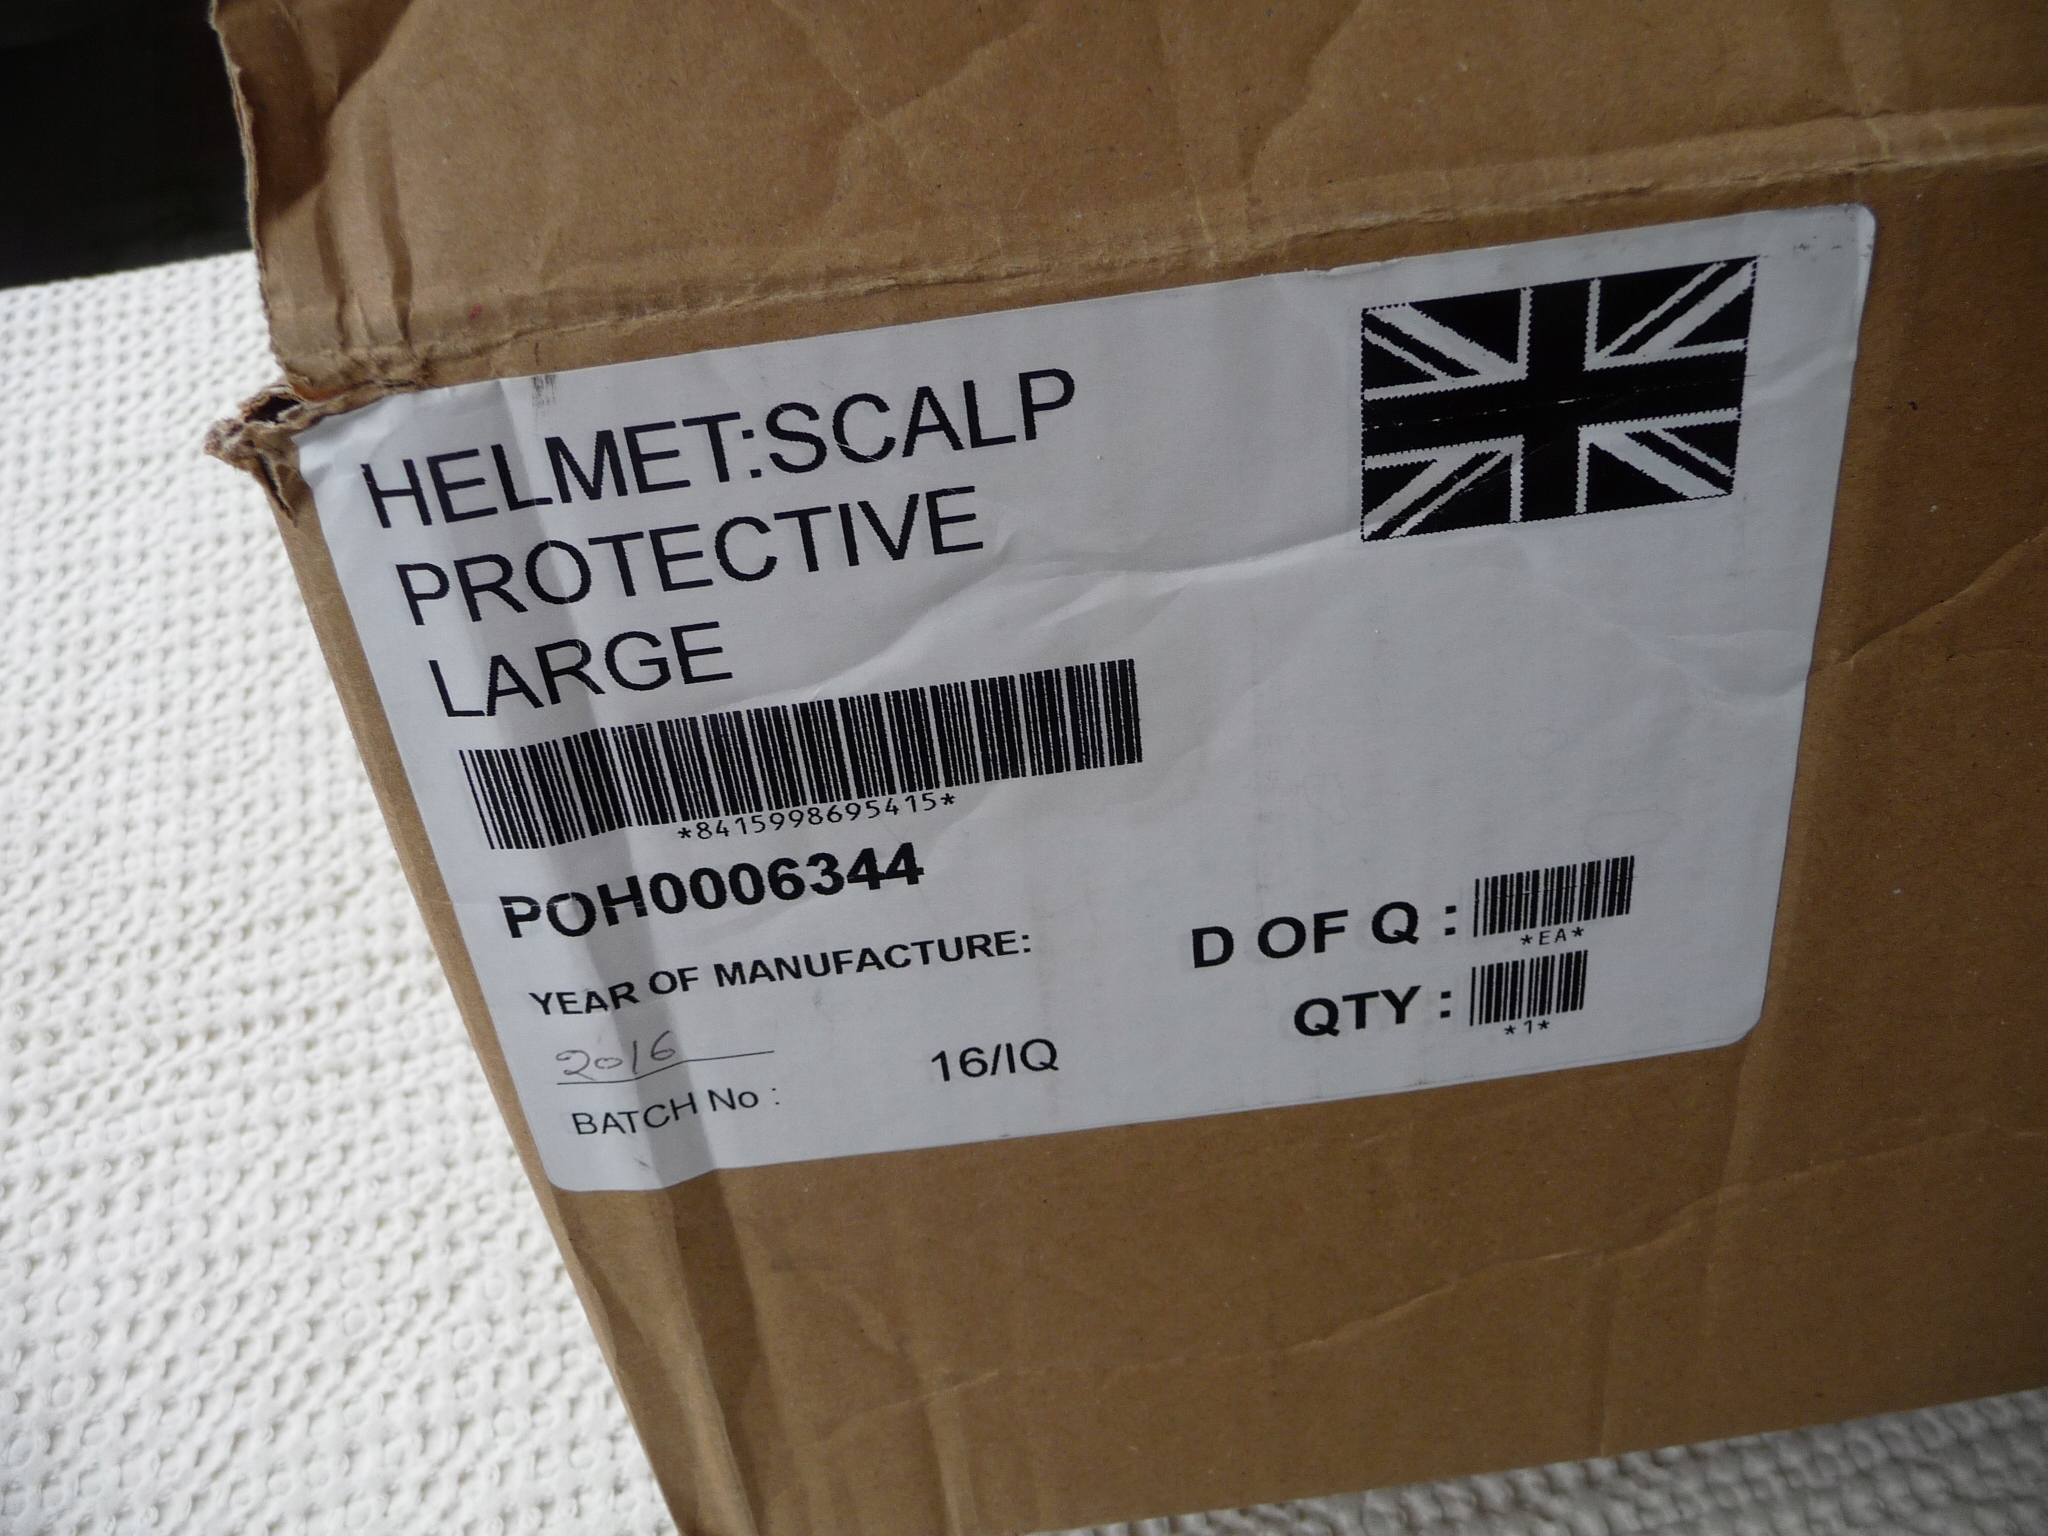 HELMET:SCALP
PROTECTIVE
LARGE
*8415998695415*
POH0006344
YEAR OF MANUFACTURE:
2016
BATCH No : 16/IQ
D OF Q :
*EA*
QTY :
*1*